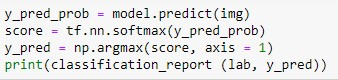 y_pred_prob = model.predict(img)
score = tf.nn.softmax(y_pred_prob)
y_pred = np.argmax(score, axis = 1)
print(classification_report (lab, y_pred))